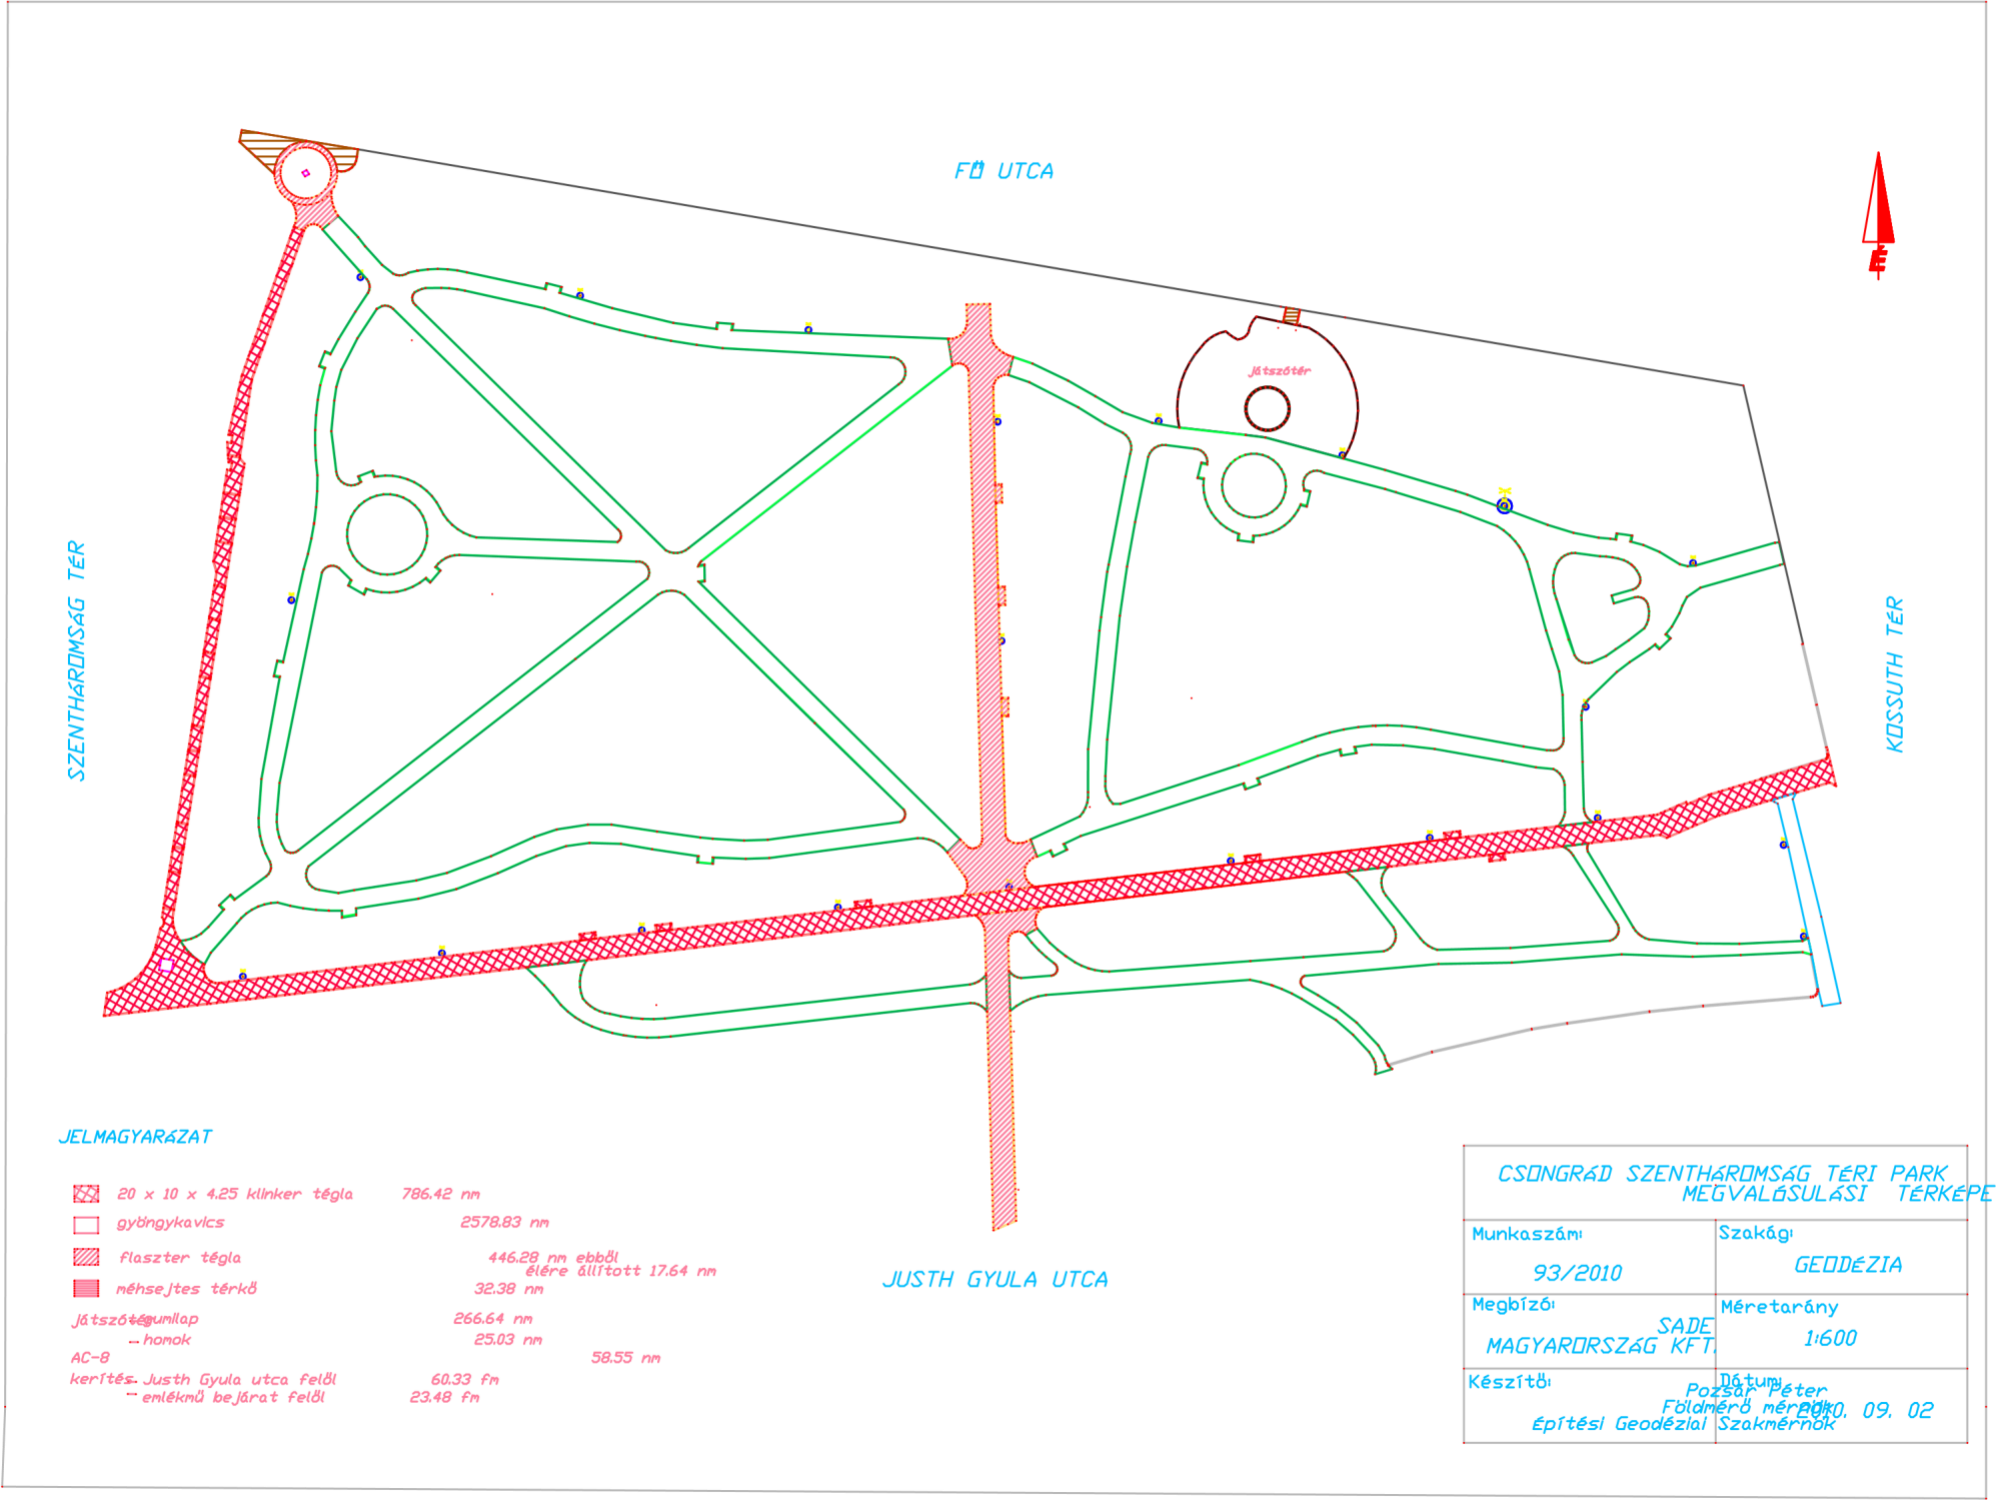 FŐ UTCA
É
játszótér
SZENTHÁROMSÁG TÉR
KOSSUTH TÉR
JUSTH GYULA UTCA
JELMAGYARÁZAT
20 x 10 x 4.25 klinker tégla 786.42 nm
gyöngykavics 2578.83 nm
flaszter tégla 446.28 nm ebből
élére állított 17.64 nm
méhsejtes térkő 32.38 nm
játszótér - gumilap 266.64 nm
- homok 25.03 nm
AC-8 58.55 nm
kerítés - Justh Gyula utca felől 60.33 fm
- emlékmű bejárat felől 23.48 fm
CSONGRÁD SZENTHÁROMSÁG TÉRI PARK
MEGVALÓSULÁSI TÉRKÉPE
Munkaszám:
93/2010
Szakág:
GEODÉZIA
Megbízó:
SADE
MAGYARORSZÁG KFT.
Méretarány
1:600
Készítő:
Pozsár Péter
Földmérő mérnök
Építési Geodéziai Szakmérnök
Dátum:
2010. 09. 02